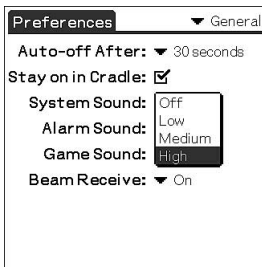 Preferences General
Auto-off After: 30 seconds
Stay on in Cradle:
System Sound: Off
Low
Alarm Sound: Medium
Game Sound: High
Beam Receive: On